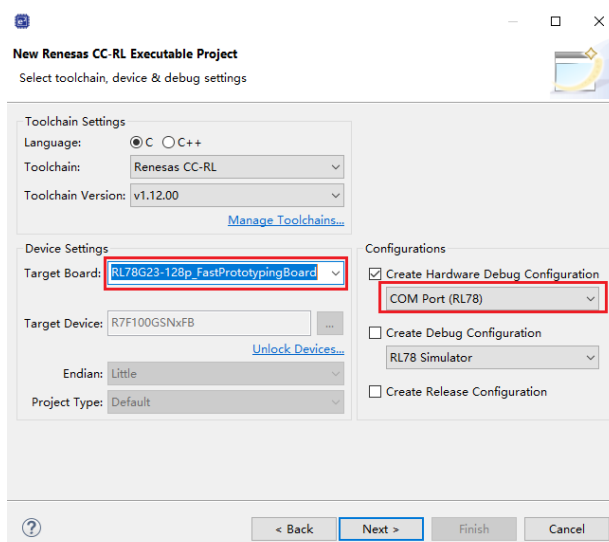 New Renesas CC-RL Executable Project
Select toolchain, device & debug settings
Toolchain Settings
Language: C C++
Toolchain: Renesas CC-RL
Toolchain Version: v1.12.00
Manage Toolchains...
Device Settings
Target Board: RL78G23-128p_FastPrototypingBoard
Target Device: R7F100GSNxFB ...
Unlock Devices...
Endian: Little
Project Type: Default
Configurations
Create Hardware Debug Configuration
COM Port (RL78)
Create Debug Configuration
RL78 Simulator
Create Release Configuration
? < Back Next > Finish Cancel